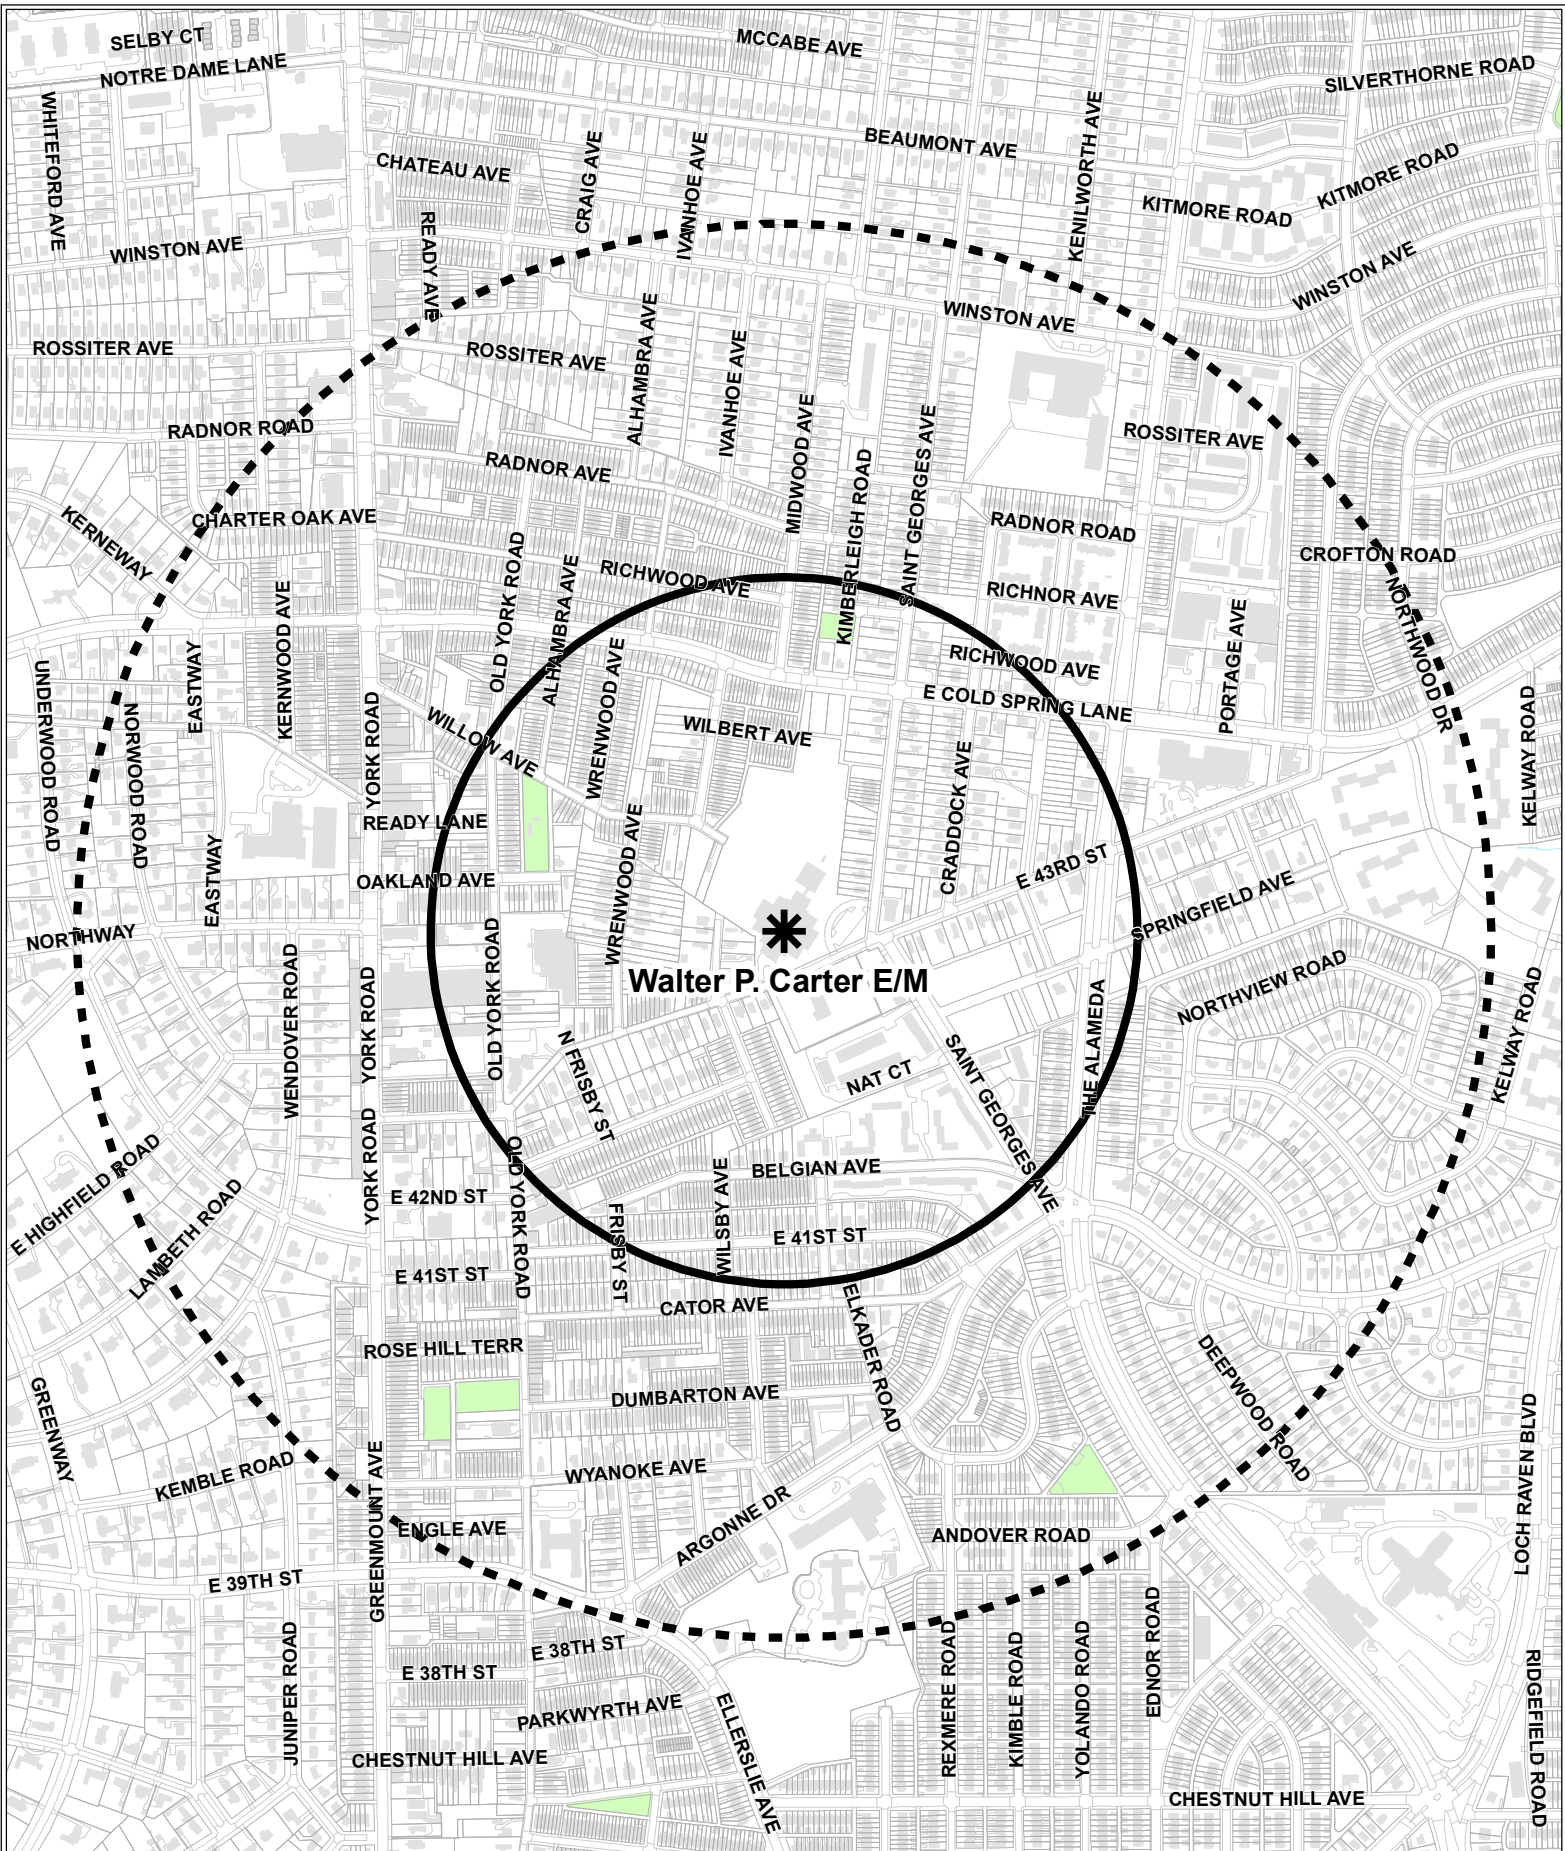 SELBY CT
MCCABE AVE
NOTRE DAME LANE
SILVERTHORNE ROAD
WHITEFORD AVE
BEAUMONT AVE
KENILWORTH AVE
CHATEAU AVE
CRAIG AVE
IVANHOE AVE
KITMORE ROAD
KITMORE ROAD
READY AVE
WINSTON AVE
WINSTON AVE
WINSTON AVE
ROSSITER AVE
ROSSITER AVE
ALHAMBRA AVE
IVANHOE AVE
MIDWOOD AVE
SAINT GEORGES AVE
ROSSITER AVE
RADNOR ROAD
RADNOR AVE
KIMBERLEIGH ROAD
RADNOR ROAD
KERNEWAY
CHARTER OAK AVE
CROFTON ROAD
OLD YORK ROAD
ALHAMBRA AVE
RICHWOOD AVE
RICHNOR AVE
NORTHWOOD DR
KERNWOOD AVE
EASTWAY
UNDERWOOD ROAD
NORWOOD ROAD
WRENWOOD AVE
RICHWOOD AVE
PORTAGE AVE
E COLD SPRING LANE
YORK ROAD
WILLOW AVE
WILBERT AVE
KELWAY ROAD
CRADDOCK AVE
READY LANE
EASTWAY
WRENWOOD AVE
E 43RD ST
OAKLAND AVE
SPRINGFIELD AVE
NORTHWAY
OLD YORK ROAD
WENDOVER ROAD
YORK ROAD
Walter P. Carter E/M
THE ALAMEDA
NORTHVIEW ROAD
KELWAY ROAD
N FRISBY ST
NAT CT
SAINT GEORGES AVE
YORK ROAD
OLD YORK ROAD
E HIGHFIELD ROAD
LAMBETH ROAD
BELGIAN AVE
WILSBY AVE
E 42ND ST
FRISBY ST
E 41ST ST
E 41ST ST
CATOR AVE
ELKADER ROAD
ROSE HILL TERR
DEEPWOOD ROAD
GREENWAY
DUMBARTON AVE
LOCH RAVEN BLVD
KEMBLE ROAD
GREENMOUNT AVE
WYANOKE AVE
ARGONNE DR
ENGLE AVE
ANDOVER ROAD
E 39TH ST
EDNOR ROAD
JUNIPER ROAD
E 38TH ST
E 38TH ST
REXMERE ROAD
KIMBLE ROAD
YOLANDO ROAD
RIDGEFIELD ROAD
PARKWYRTH AVE
ELLERSLIE AVE
CHESTNUT HILL AVE
CHESTNUT HILL AVE